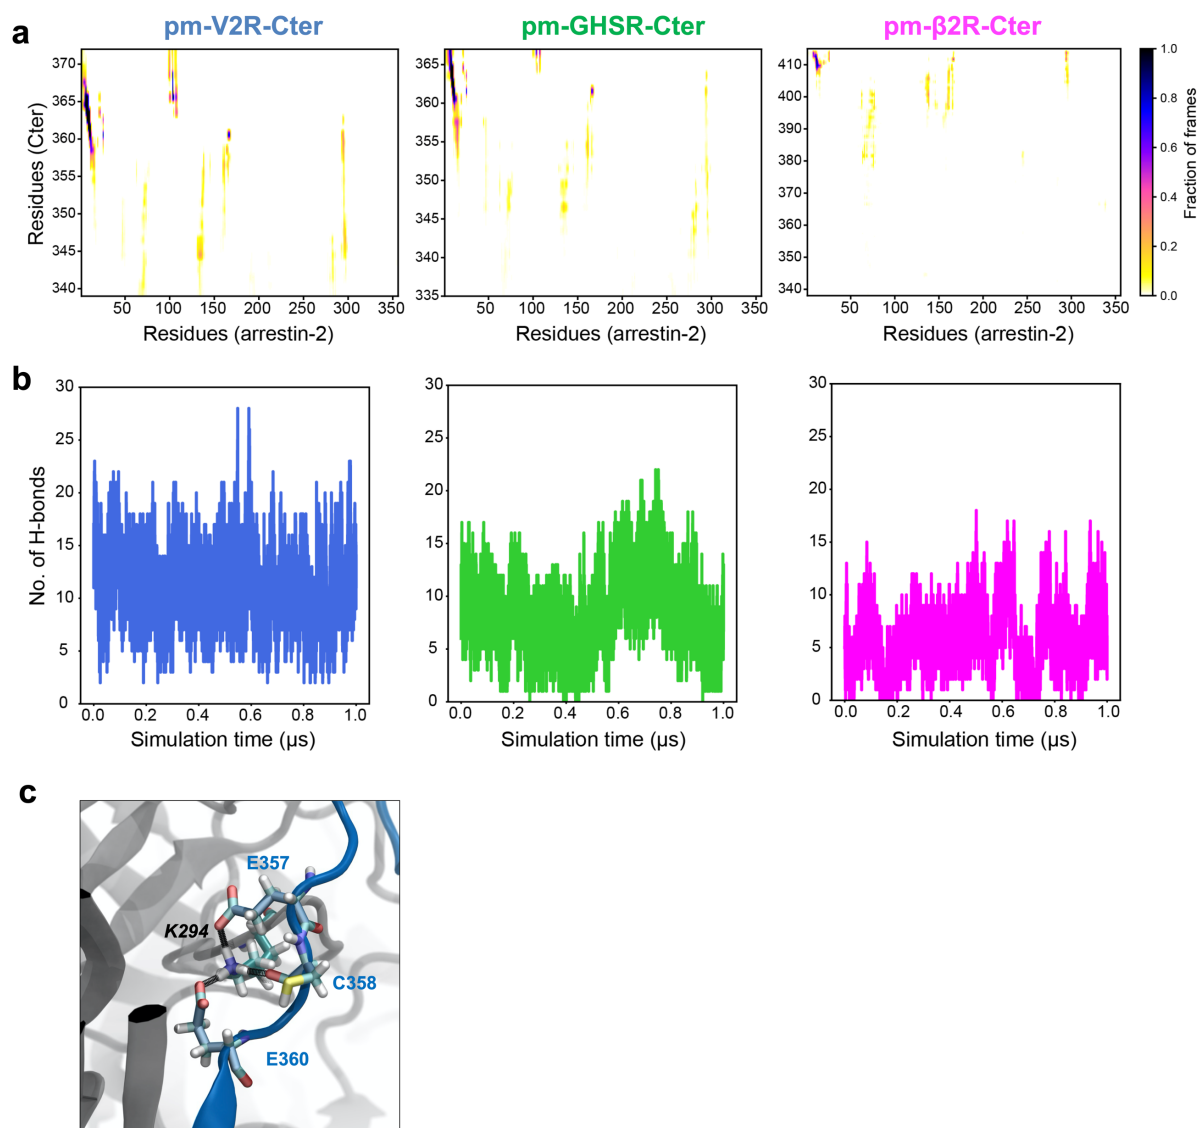 a
pm-V2R-Cter
pm-GHSR-Cter
pm-β2R-Cter
Residues (Cter)
370
365
360
355
350
345
340
50 100 150 200 250 300 350
Residues (arrestin-2)
365
360
355
350
345
340
335
50 100 150 200 250 300 350
Residues (arrestin-2)
410
400
390
380
370
360
350
340
50 100 150 200 250 300 350
Residues (arrestin-2)
1.0
0.8
0.6
0.4
0.2
0.0
Fraction of frames
b
No. of H-bonds
30
25
20
15
10
5
0
0.0 0.2 0.4 0.6 0.8 1.0
Simulation time (μs)
30
25
20
15
10
5
0
0.0 0.2 0.4 0.6 0.8 1.0
Simulation time (μs)
30
25
20
15
10
5
0
0.0 0.2 0.4 0.6 0.8 1.0
Simulation time (μs)
c
E357
K294
C358
E360